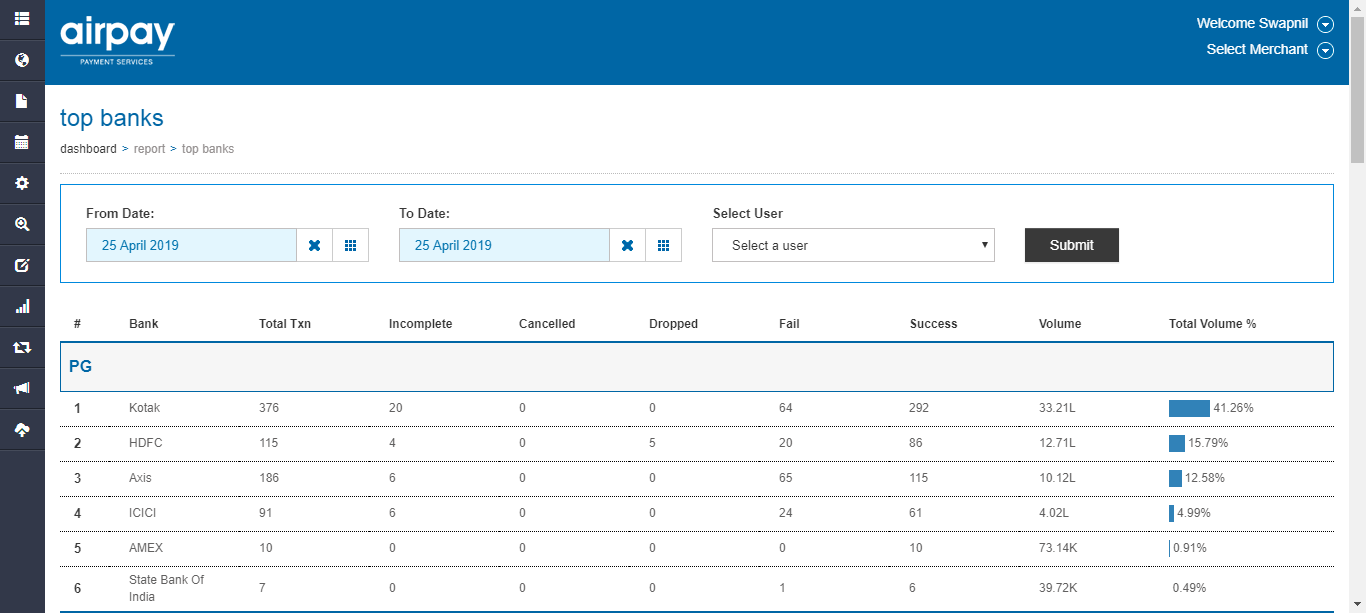 airpay
PAYMENT SERVICES
Welcome Swapnil
Select Merchant
top banks
dashboard > report > top banks
From Date: To Date: Select User
25 April 2019 25 April 2019 Select a user Submit
# Bank Total Txn Incomplete Cancelled Dropped Fail Success Volume Total Volume %
PG
1 Kotak 376 20 0 0 64 292 33.21L 41.26%
2 HDFC 115 4 0 5 20 86 12.71L 15.79%
3 Axis 186 6 0 0 65 115 10.12L 12.58%
4 ICICI 91 6 0 0 24 61 4.02L 4.99%
5 AMEX 10 0 0 0 0 10 73.14K 0.91%
6 State Bank Of India 7 0 0 0 1 6 39.72K 0.49%